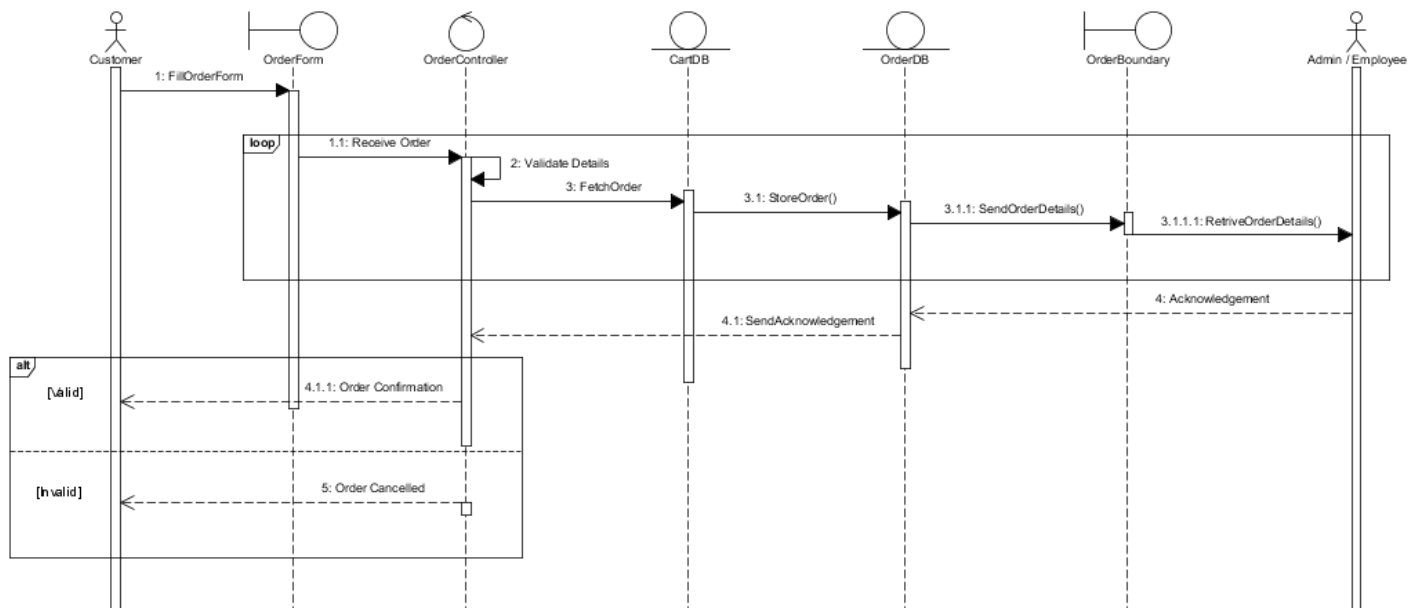 Customer
OrderForm
OrderController
CartDB
OrderDB
OrderBoundary
Admin / Employee
1: FillOrderForm
loop
1.1: Receive Order
2: Validate Details
3: FetchOrder
3.1: StoreOrder()
3.1.1: SendOrderDetails()
3.1.1.1: RetriveOrderDetails()
4: Acknowledgement
4.1: SendAcknowledgement
alt
[Valid]
4.1.1: Order Confirmation
[Invalid]
5: Order Cancelled